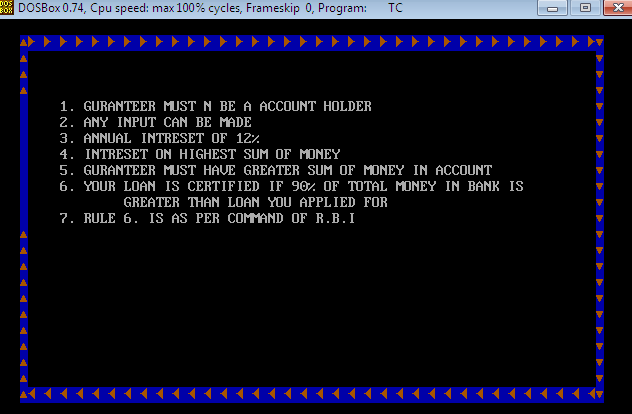 DOS
BOX
DOSBox 0.74, Cpu speed: max 100% cycles, Frameskip 0, Program: TC
1. GURANTEER MUST N BE A ACCOUNT HOLDER
2. ANY INPUT CAN BE MADE
3. ANNUAL INTRESET OF 12%
4. INTRESET ON HIGHEST SUM OF MONEY
5. GURANTEER MUST HAVE GREATER SUM OF MONEY IN ACCOUNT
6. YOUR LOAN IS CERTIFIED IF 90% OF TOTAL MONEY IN BANK IS
GREATER THAN LOAN YOU APPLIED FOR
7. RULE 6. IS AS PER COMMAND OF R.B.I